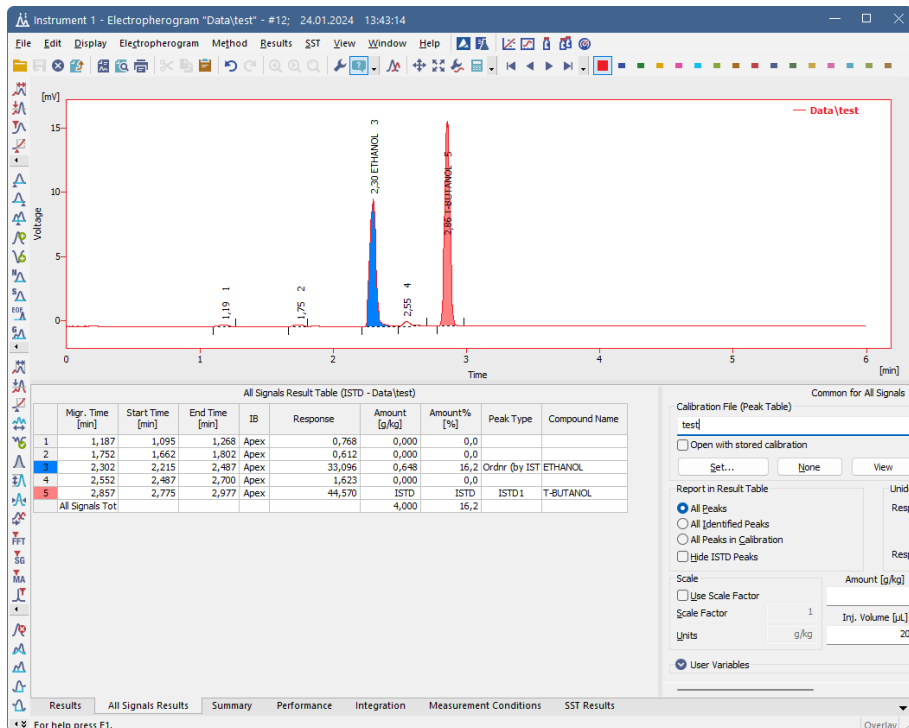 Instrument 1 - Electropherogram "Data\test" - #12; 24.01.2024 13:43:14
File Edit Display Electropherogram Method Results SST View Window Help
[mV]
Data\test
15
10
5
0
Voltage
1,19 1
1,75 2
2,30 ETHANOL 3
2,55 4
2,86 T-BUTANOL 5
0 1 2 3 4 5 6
Time
[min]
All Signals Result Table (ISTD - Data\test)
Migr. Time [min] Start Time [min] End Time [min] IB Response Amount [g/kg] Amount% [%] Peak Type Compound Name
1 1,187 1,095 1,268 Apex 0,768 0,000 0,0
2 1,752 1,662 1,802 Apex 0,612 0,000 0,0
3 2,302 2,215 2,487 Apex 33,096 0,648 16,2 Ordnr (by IST ETHANOL
4 2,552 2,487 2,700 Apex 1,623 0,000 0,0
5 2,857 2,775 2,977 Apex 44,570 ISTD ISTD ISTD1 T-BUTANOL
All Signals Tot 4,000 16,2
Common for All Signals
Calibration File (Peak Table)
test
Open with stored calibration
Set... None View
Report in Result Table
All Peaks
All Identified Peaks
All Peaks in Calibration
Hide ISTD Peaks
Unide
Resp
Resp
Scale
Use Scale Factor
Scale Factor 1
Units g/kg
Amount [g/kg]
Inj. Volume [µL]
20
User Variables
Results All Signals Results Summary Performance Integration Measurement Conditions SST Results
For help press F1.
Overlay
N
S
EOF
G
FFT
SG
MA